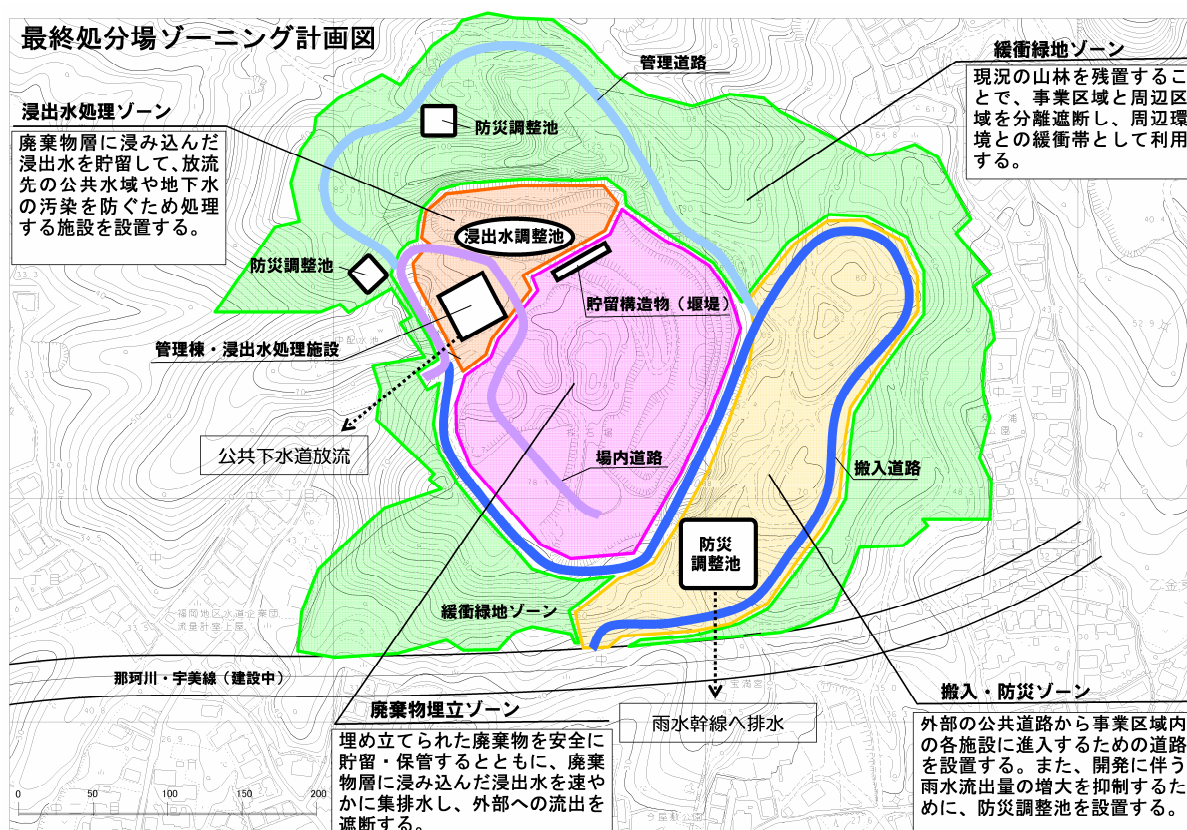 最終処分場ゾーニング計画図
管理道路
緩衝緑地ゾーン
現況の山林を残置するこ
とで、事業区域と周辺区
域を分離遮断し、周辺環
境との緩衝帯として利用
する。
浸出水処理ゾーン
廃棄物層に浸み込んだ
浸出水を貯留して、放流
先の公共水域や地下水
の汚染を防ぐため処理
する施設を設置する。
防災調整池
浸出水調整池
防災調整池
貯留構造物（堰堤）
管理棟・浸出水処理施設
公共下水道放流
場内道路
搬入道路
防災
調整池
緩衝緑地ゾーン
福岡地区水道企業団
流量計室上屋
那珂川・宇美線（建設中）
廃棄物埋立ゾーン
埋め立てられた廃棄物を安全に
貯留・保管するとともに、廃棄
物層に浸み込んだ浸出水を速や
かに集排水し、外部への流出を
遮断する。
雨水幹線へ排水
搬入・防災ゾーン
外部の公共道路から事業区域内
の各施設に進入するための道路
を設置する。また、開発に伴う
雨水流出量の増大を抑制するた
めに、防災調整池を設置する。
0 50 100 150 200